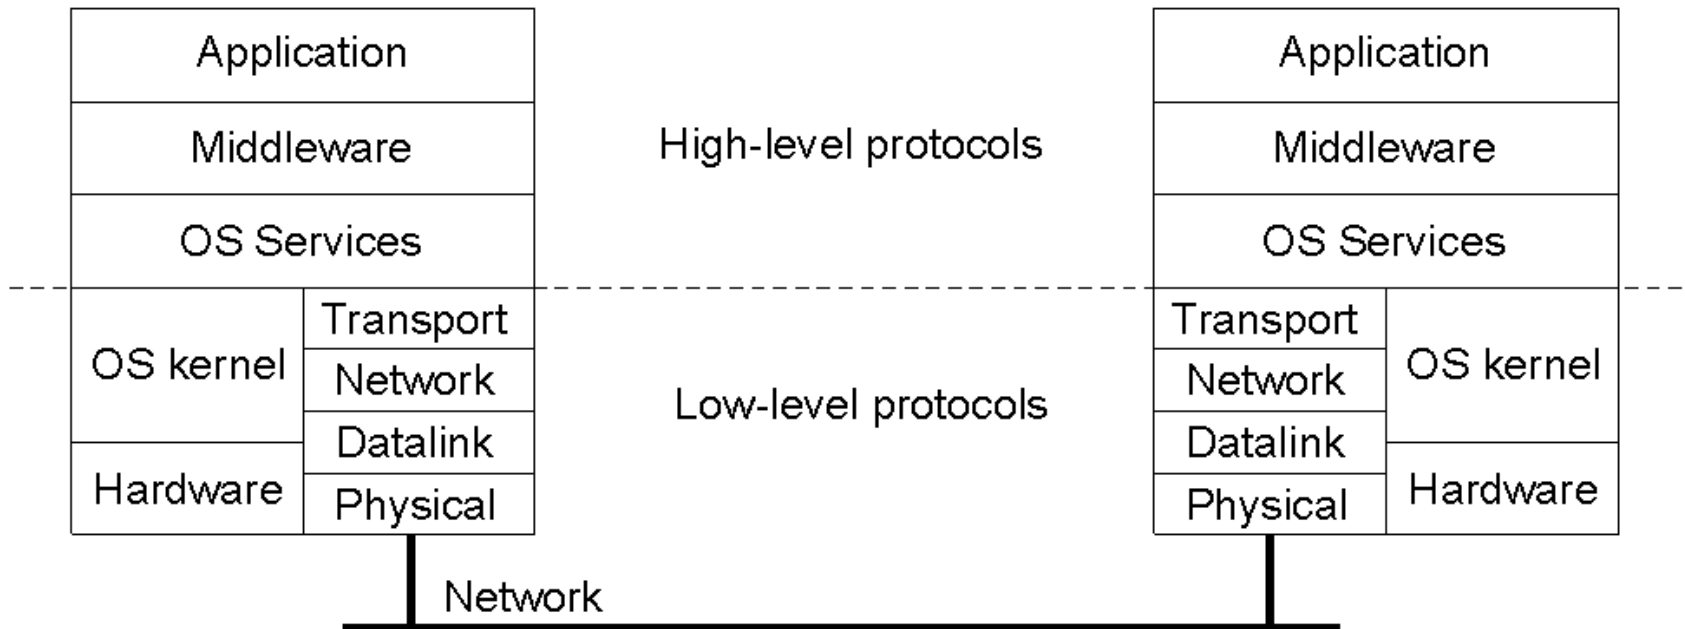 Application
Middleware
OS Services
OS kernel
Hardware
Transport
Network
Datalink
Physical
High-level protocols
Low-level protocols
Application
Middleware
OS Services
Transport
Network
Datalink
Physical
OS kernel
Hardware
Network